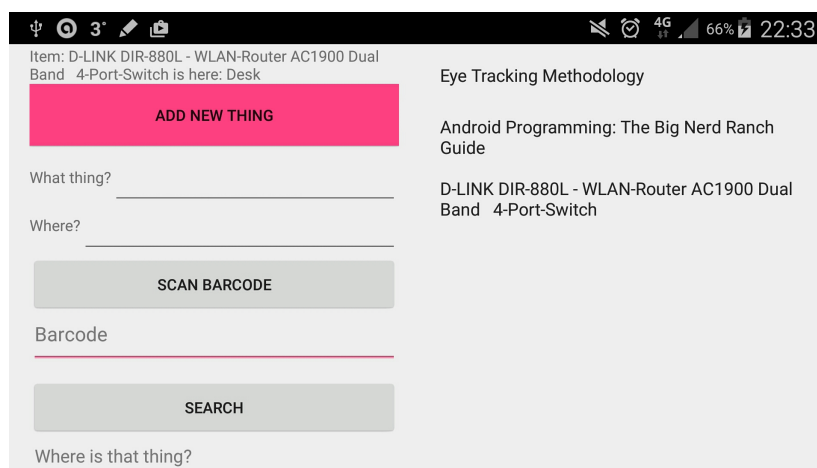 3°
4G
66%
22:33
Item: D-LINK DIR-880L - WLAN-Router AC1900 Dual
Band   4-Port-Switch is here: Desk
ADD NEW THING
What thing?
Where?
SCAN BARCODE
Barcode
SEARCH
Where is that thing?
Eye Tracking Methodology
Android Programming: The Big Nerd Ranch
Guide
D-LINK DIR-880L - WLAN-Router AC1900 Dual
Band   4-Port-Switch